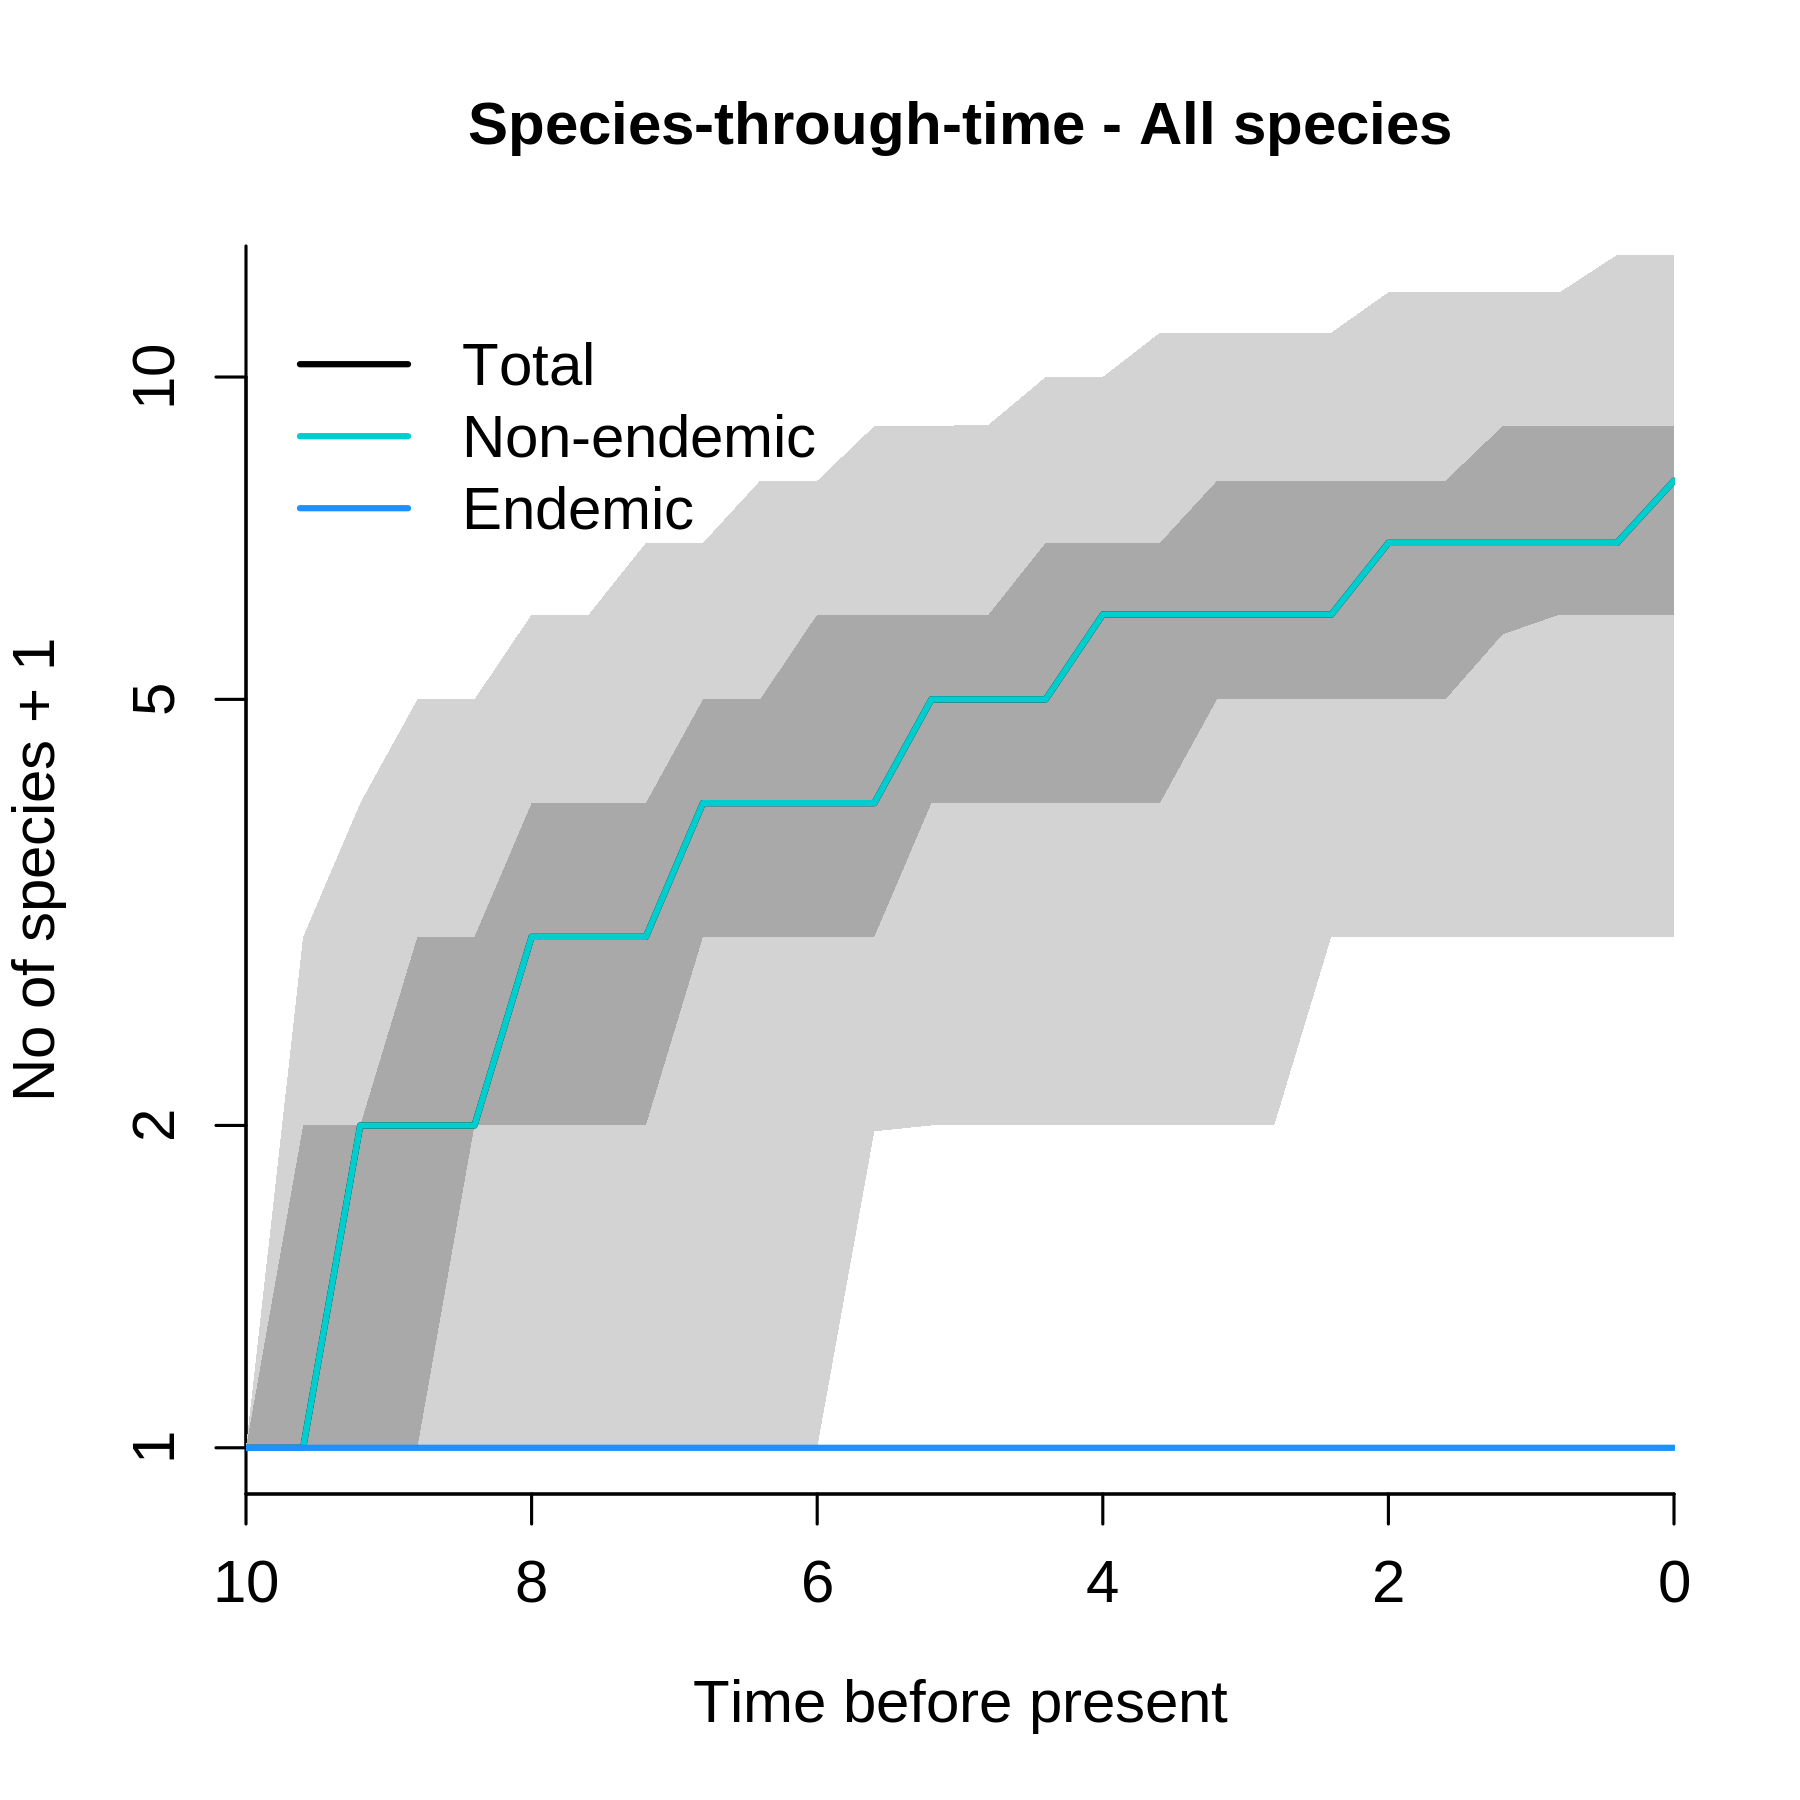 Species-through-time - All species
Total
Non-endemic
Endemic
No of species + 1
10
5
2
1
10 8 6 4 2 0
Time before present